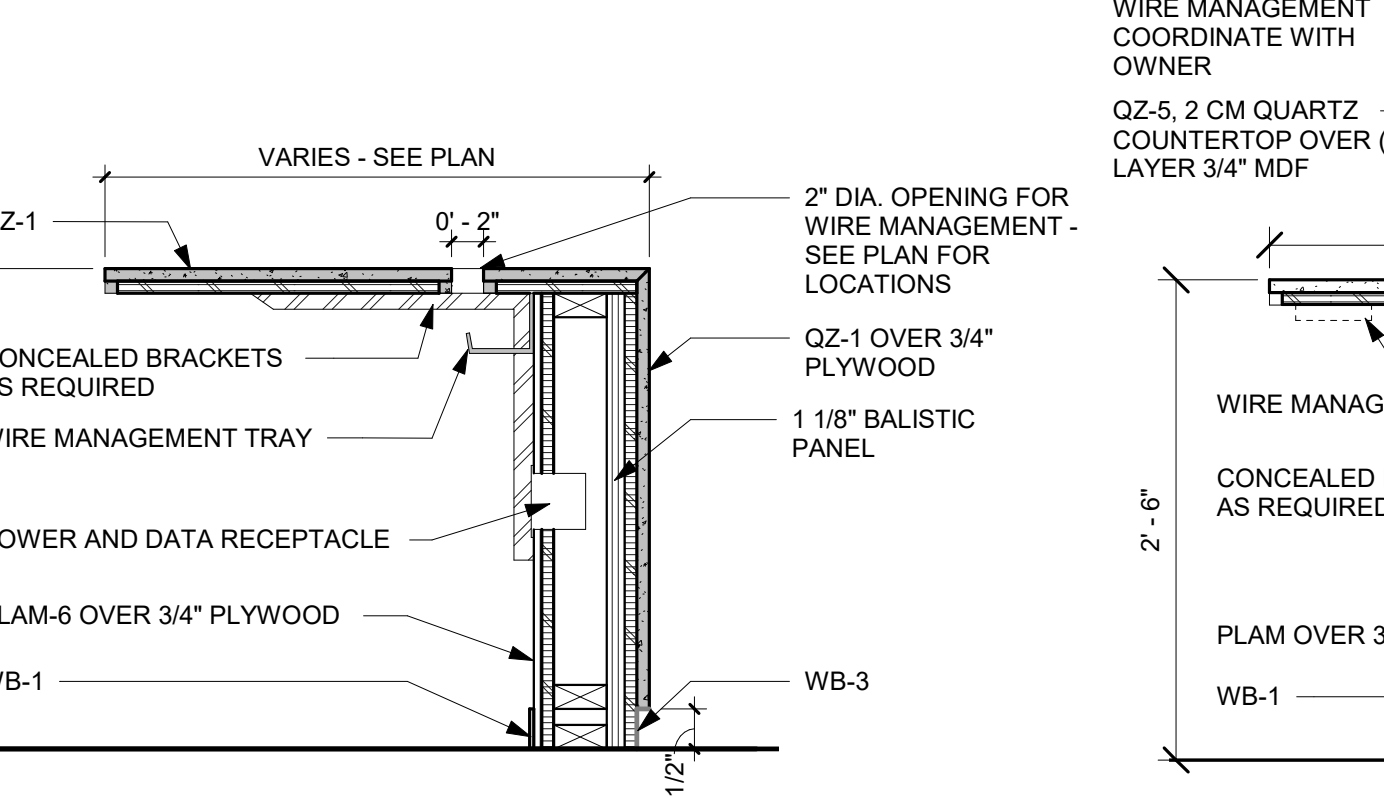 WIRE MANAGEMENT
COORDINATE WITH
OWNER
QZ-5, 2 CM QUARTZ
COUNTERTOP OVER (
LAYER 3/4" MDF
VARIES - SEE PLAN
Z-1
0' - 2"
2" DIA. OPENING FOR
WIRE MANAGEMENT -
SEE PLAN FOR
LOCATIONS
QZ-1 OVER 3/4"
PLYWOOD
1 1/8" BALISTIC
PANEL
ONCEALED BRACKETS
S REQUIRED
WIRE MANAGEMENT TRAY
OWER AND DATA RECEPTACLE
LAM-6 OVER 3/4" PLYWOOD
WB-1
WB-3
1/2"
2' - 6"
WIRE MANAG
CONCEALED
AS REQUIRED
PLAM OVER 3
WB-1